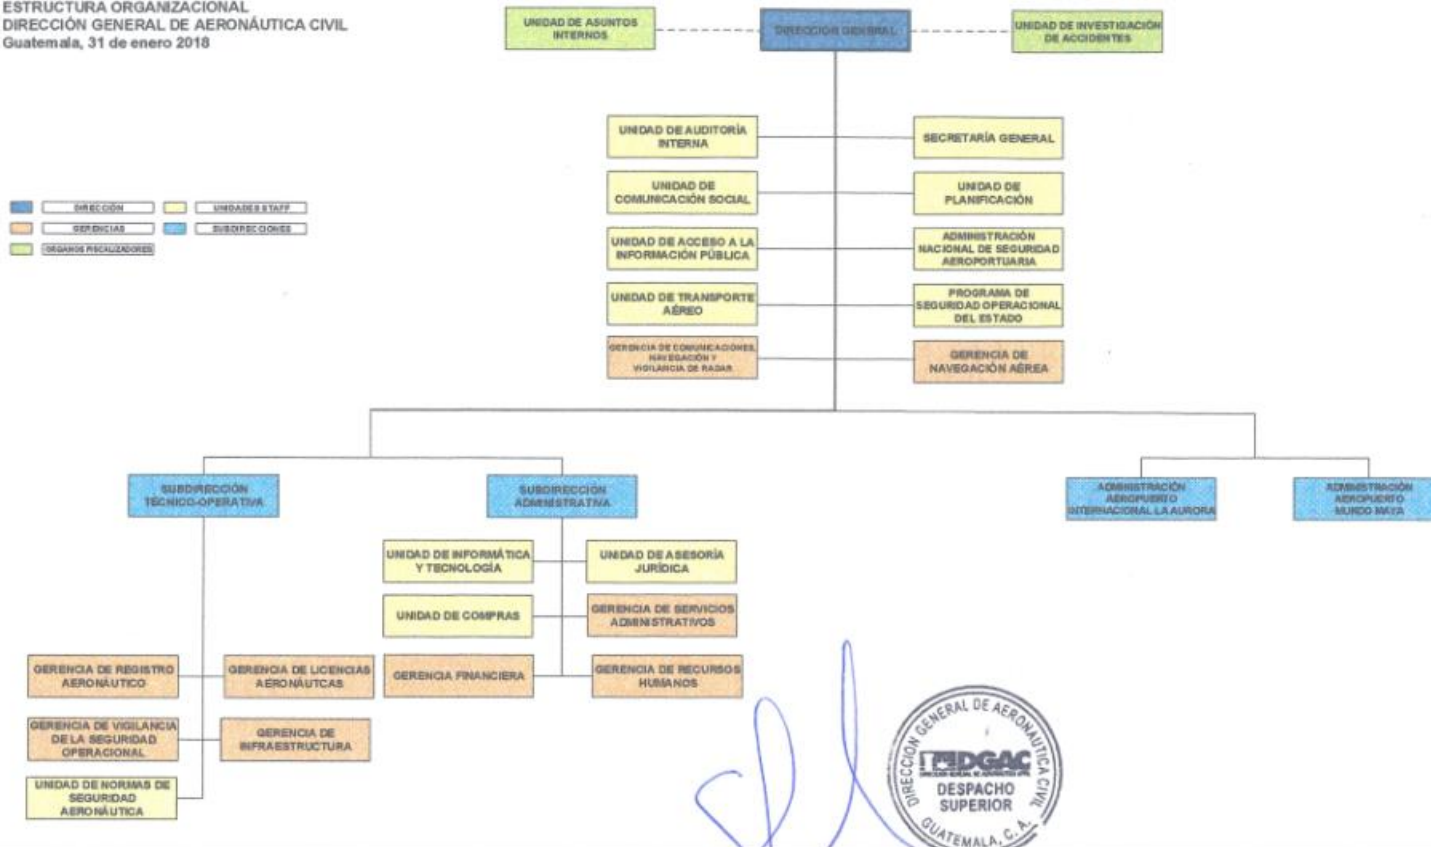 ESTRUCTURA ORGANIZACIONAL
DIRECCIÓN GENERAL DE AERONÁUTICA CIVIL
Guatemala, 31 de enero 2018
UNIDAD DE ASUNTOS
INTERNOS
DIRECCIÓN GENERAL
UNIDAD DE INVESTIGACIÓN
DE ACCIDENTES
UNIDAD DE AUDITORÍA
INTERNA
SECRETARÍA GENERAL
UNIDAD DE
COMUNICACIÓN SOCIAL
UNIDAD DE
PLANIFICACIÓN
DIRECCIÓN
UNIDADES STAFF
GERENCIAS
SUBDIRECCIONES
ORGANOS FISCALIZADORES
UNIDAD DE ACCESO A LA
INFORMACIÓN PÚBLICA
ADMINISTRACIÓN
NACIONAL DE SEGURIDAD
AEROPORTUARIA
UNIDAD DE TRANSPORTE
AÉREO
PROGRAMA DE
SEGURIDAD OPERACIONAL
DEL ESTADO
GERENCIA DE COMUNICACIONES,
NAVEGACIÓN Y
VIGILANCIA DE RADAR
GERENCIA DE
NAVEGACIÓN AÉREA
SUBDIRECCIÓN
TÉCNICO-OPERATIVA
SUBDIRECCIÓN
ADMINISTRATIVA
ADMINISTRACIÓN
AEROPUERTO
INTERNACIONAL LA AURORA
ADMINISTRACIÓN
AEROPUERTO
MUNDO MAYA
UNIDAD DE INFORMÁTICA
Y TECNOLOGÍA
UNIDAD DE ASESORÍA
JURÍDICA
UNIDAD DE COMPRAS
GERENCIA DE SERVICIOS
ADMINISTRATIVOS
GERENCIA DE REGISTRO
AERONÁUTICO
GERENCIA DE LICENCIAS
AERONÁUTCAS
GERENCIA FINANCIERA
GERENCIA DE RECURSOS
HUMANOS
GERENCIA DE VIGILANCIA
DE LA SEGURIDAD
OPERACIONAL
GERENCIA DE
INFRAESTRUCTURA
UNIDAD DE NORMAS DE
SEGURIDAD
AERONÁUTICA
DIRECCION GENERAL DE AERONAUTICA CIVIL
DGAC
DESPACHO
SUPERIOR
GUATEMALA, C. A.